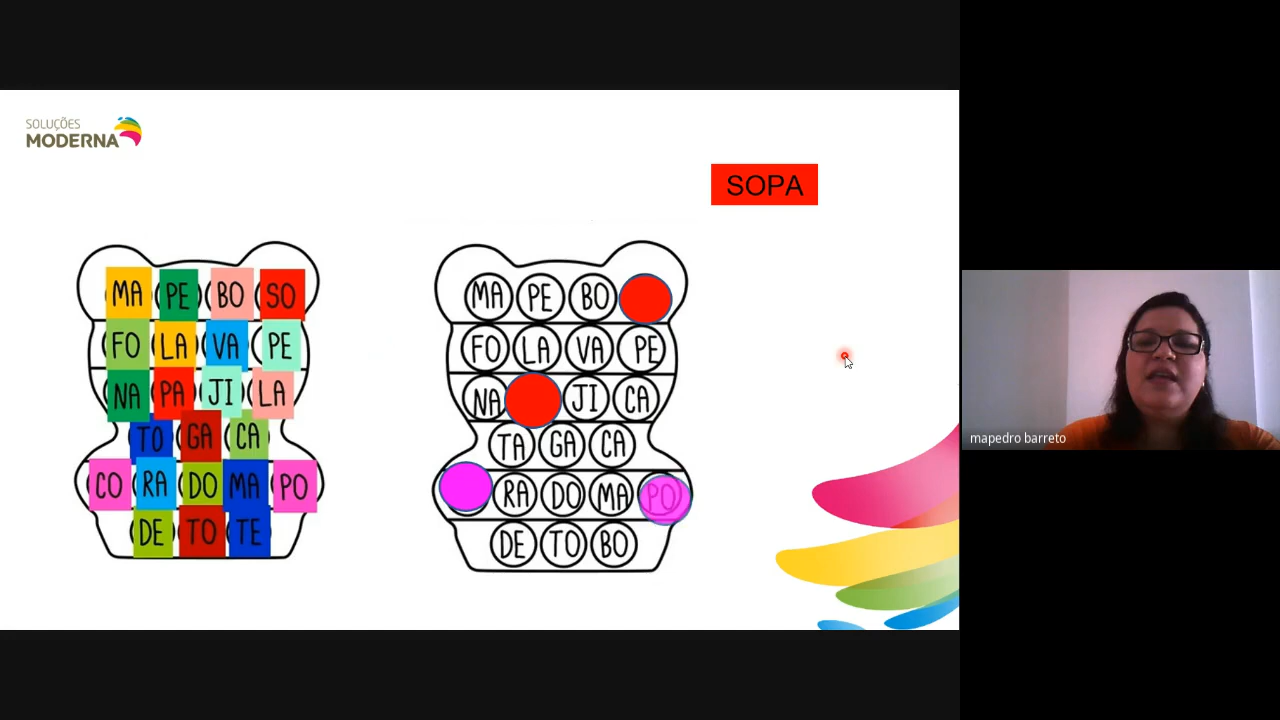 SOLUÇÕES
MODERNA
SOPA
MA PE BO SO
FO LA VA PE
NA PA JI LA
TO GA CA
CO RA DO MA PO
DE TO TE
MA PE BO
FO LA VA PE
NA JI CA
TA GA CA
RA DO MA PO
DE TO BO
mapedro barreto